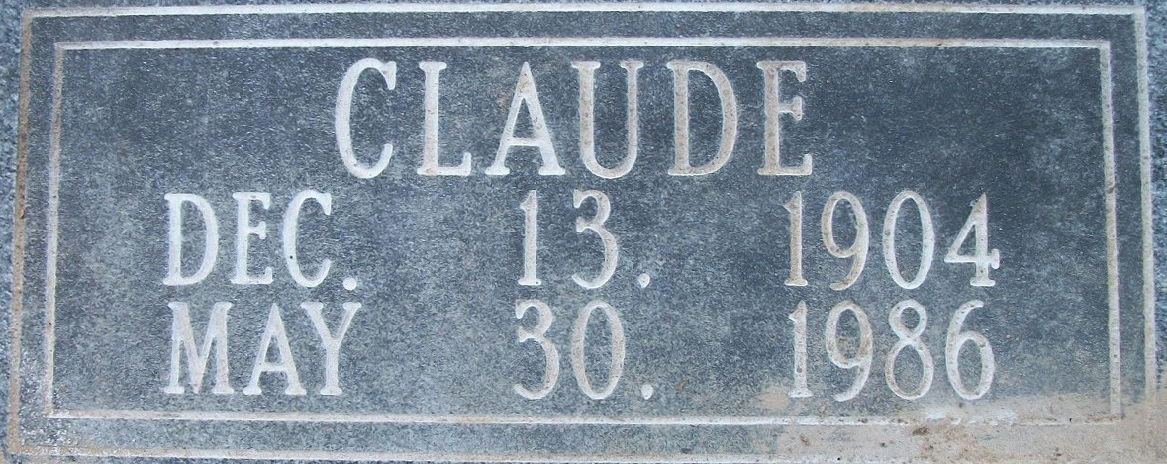 CLAUDE
DEC. 13. 1904
MAY 30. 1986